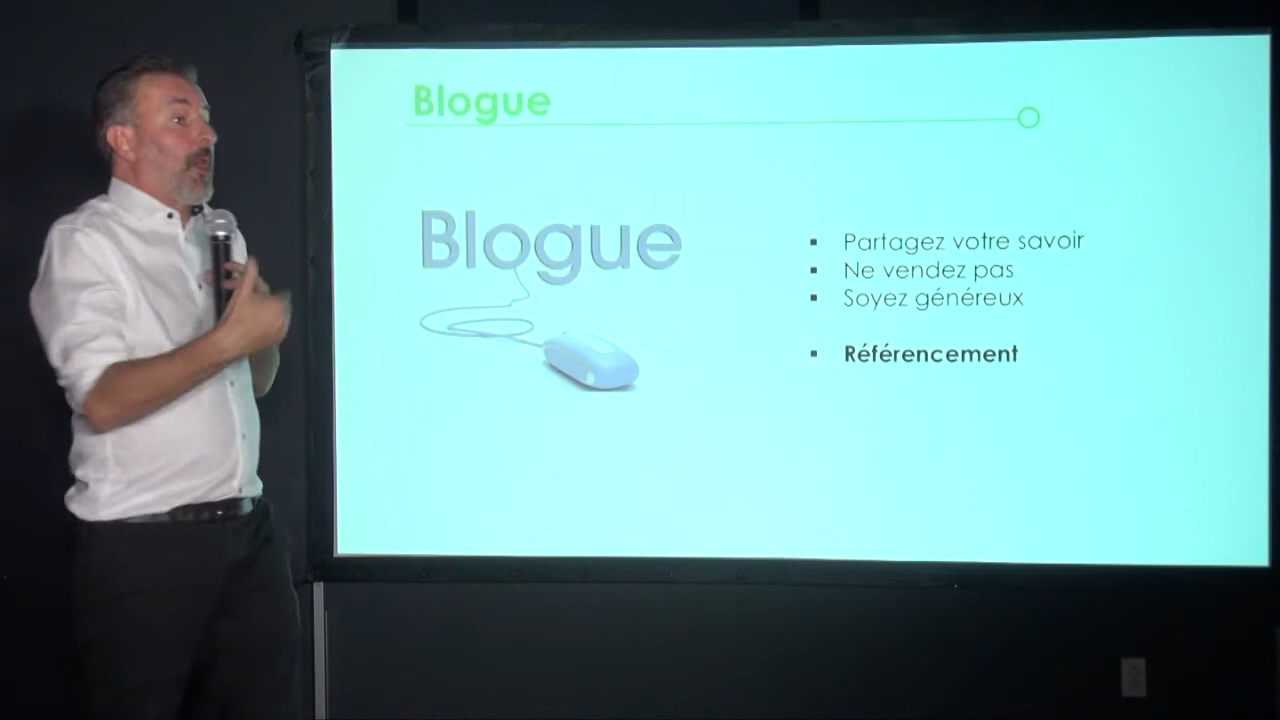 Blogue
Blogue
Partagez votre savoir
Ne vendez pas
Soyez généreux
Référencement